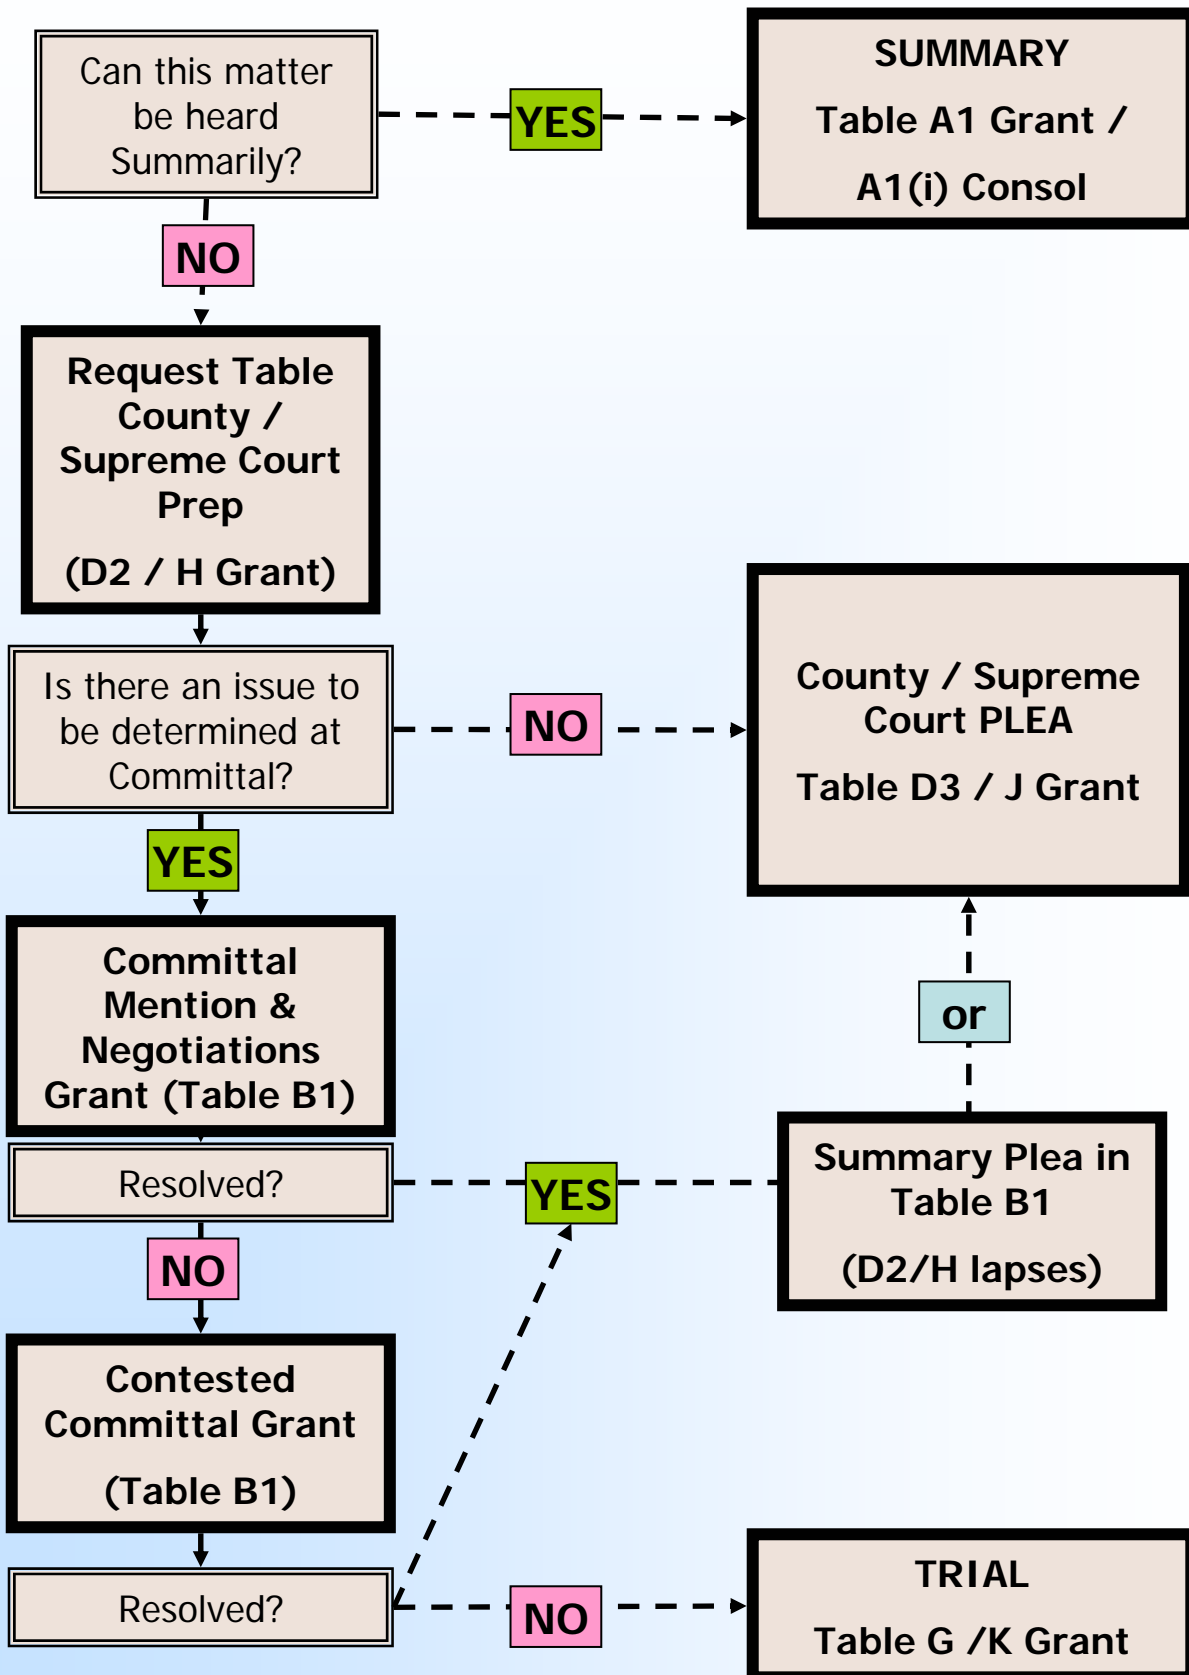 Can this matter
be heard
Summarily?
YES
SUMMARY
Table A1 Grant /
A1(i) Consol
NO
Request Table
County /
Supreme Court
Prep
(D2 / H Grant)
Is there an issue to
be determined at
Committal?
NO
County / Supreme
Court PLEA
Table D3 / J Grant
YES
Committal
Mention &
Negotiations
Grant (Table B1)
or
Resolved?
YES
Summary Plea in
Table B1
(D2/H lapses)
NO
Contested
Committal Grant
(Table B1)
Resolved?
NO
TRIAL
Table G /K Grant